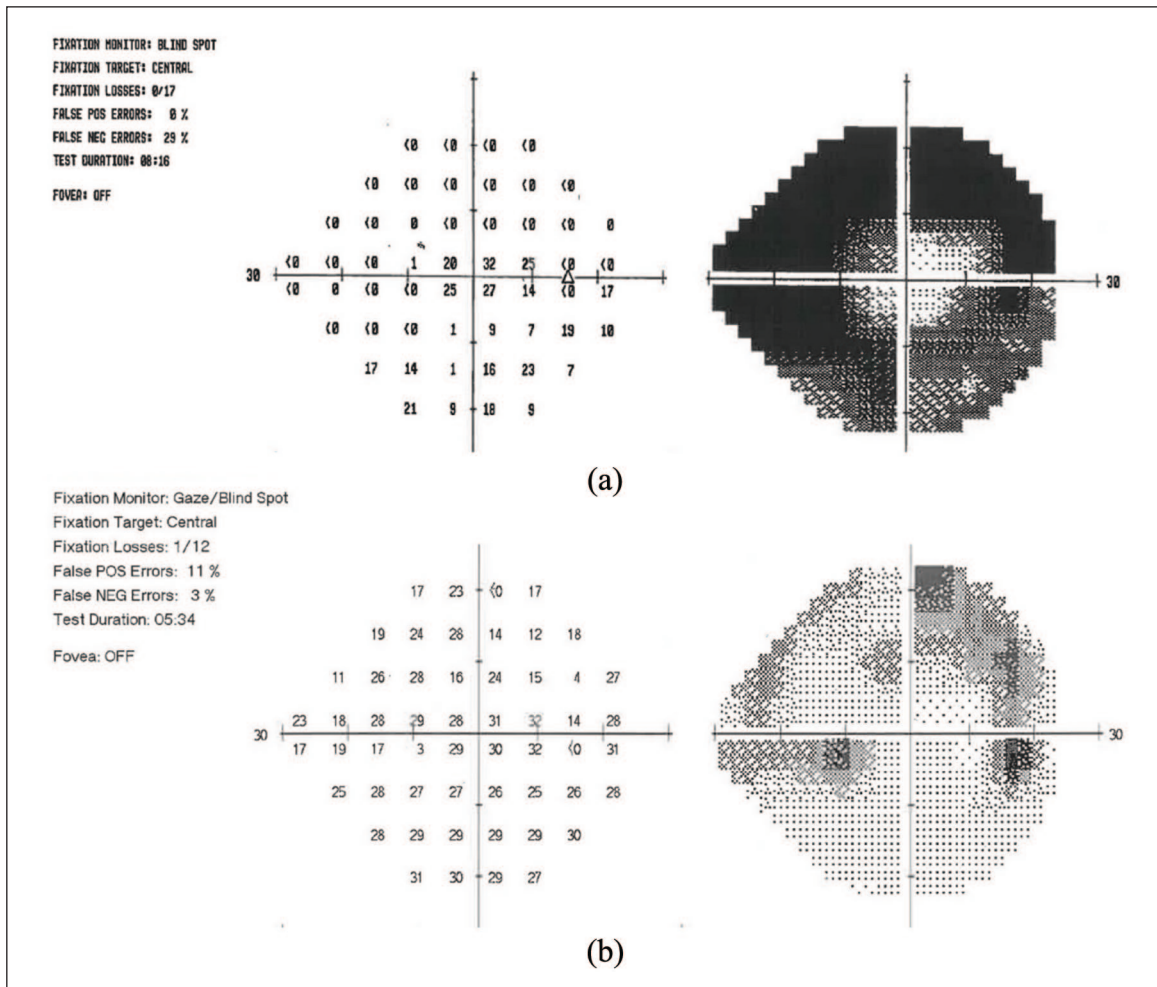 FIXATION MONITOR: BLIND SPOT
FIXATION TARGET: CENTRAL
FIXATION LOSSES: 0/17
FALSE POS ERRORS: 0 %
FALSE NEG ERRORS: 29 %
TEST DURATION: 08:16
FOVEA: OFF
<0 <0 <0 <0
<0 <0 <0 <0 <0 <0
<0 <0 0 <0 <0 <0 <0 0
<0 <0 <0 1 20 32 25 <0 <0
30 30
<0 0 <0 <0 25 27 14 <0 17
<0 <0 <0 1 9 7 19 10
17 14 1 16 23 7
21 9 18 9
(a)
Fixation Monitor: Gaze/Blind Spot
Fixation Target: Central
Fixation Losses: 1/12
False POS Errors: 11 %
False NEG Errors: 3 %
Test Duration: 05:34
Fovea: OFF
17 23 <0 17
19 24 28 14 12 18
11 26 28 16 24 15 4 27
23 18 28 29 28 31 32 14 28
30 30
17 19 17 3 29 30 32 <0 31
25 28 27 27 26 25 26 28
28 29 29 29 29 30
31 30 29 27
(b)